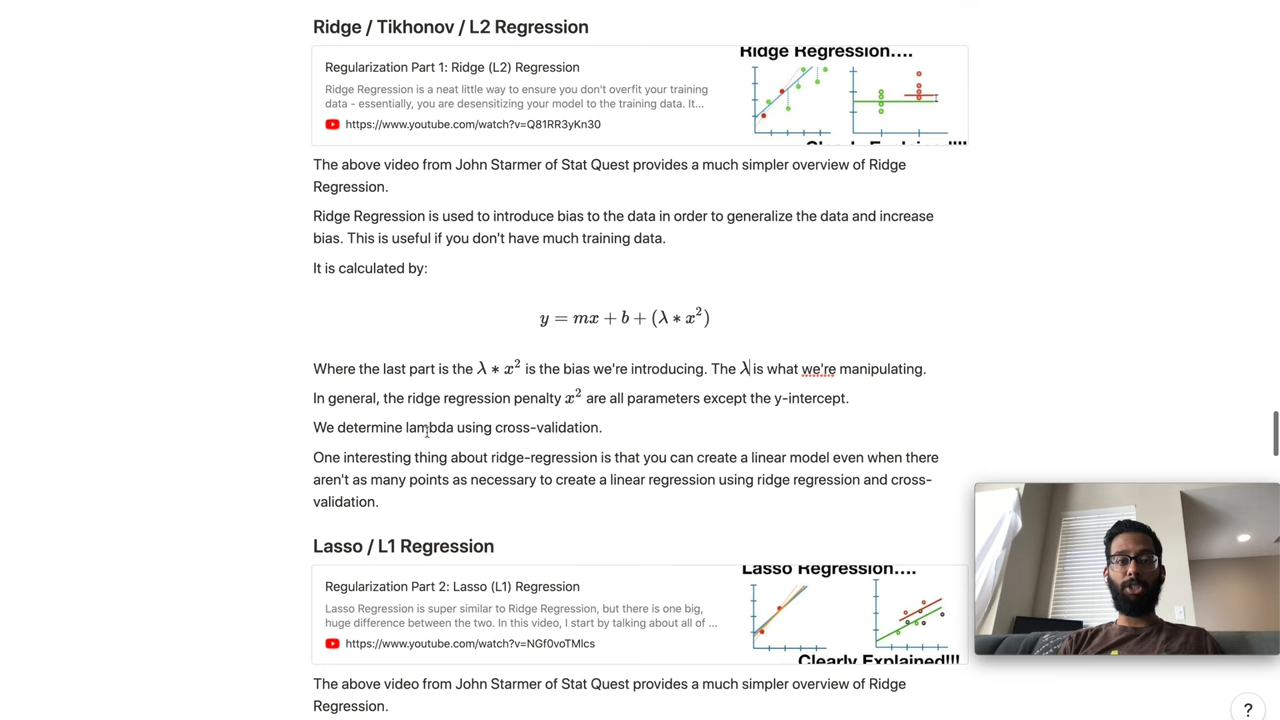 Ridge / Tikhonov / L2 Regression
Ridge Regression....
Regularization Part 1: Ridge (L2) Regression
Ridge Regression is a neat little way to ensure you don't overfit your training
data - essentially, you are desensitizing your model to the training data. It...
https://www.youtube.com/watch?v=Q81RR3yKn30
Clearly Explained!!!
The above video from John Starmer of Stat Quest provides a much simpler overview of Ridge
Regression.
Ridge Regression is used to introduce bias to the data in order to generalize the data and increase
bias. This is useful if you don't have much training data.
It is calculated by:
y = mx + b + (λ ∗ x²)
Where the last part is the λ ∗ x² is the bias we're introducing. The λ is what we're manipulating.
In general, the ridge regression penalty x² are all parameters except the y-intercept.
We determine lambda using cross-validation.
One interesting thing about ridge-regression is that you can create a linear model even when there
aren't as many points as necessary to create a linear regression using ridge regression and cross-
validation.
Lasso / L1 Regression
Lasso Regression....
Regularization Part 2: Lasso (L1) Regression
Lasso Regression is super similar to Ridge Regression, but there is one big,
huge difference between the two. In this video, I start by talking about all of ...
https://www.youtube.com/watch?v=NGf0voTMlcs
Clearly Explained!!!
The above video from John Starmer of Stat Quest provides a much simpler overview of Ridge
Regression.
?